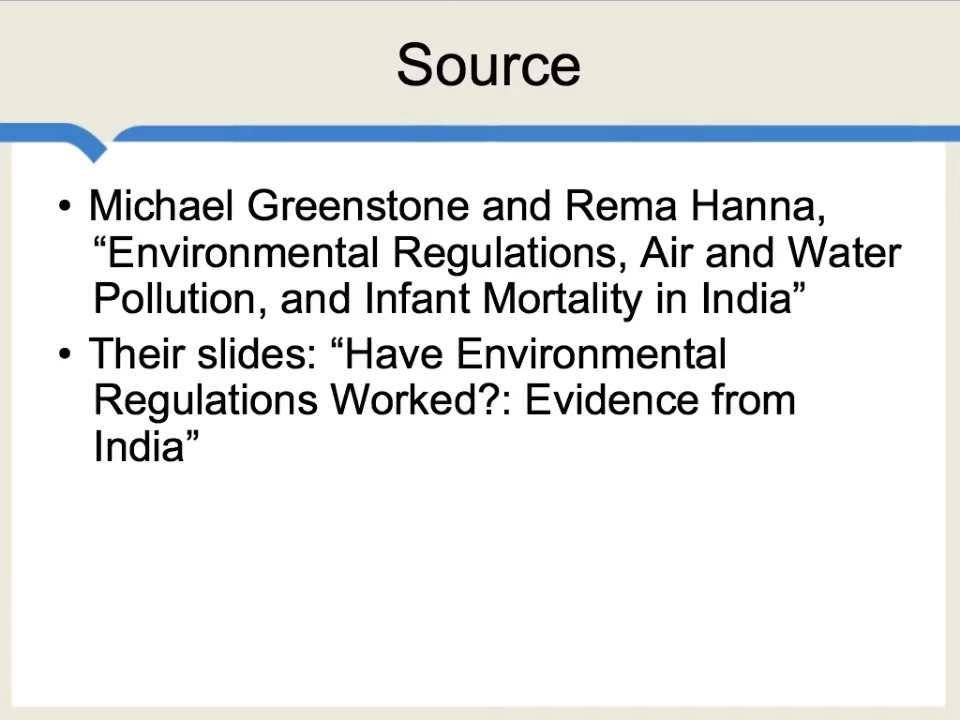 Source
• Michael Greenstone and Rema Hanna,
“Environmental Regulations, Air and Water
Pollution, and Infant Mortality in India”
• Their slides: “Have Environmental
Regulations Worked?: Evidence from
India”